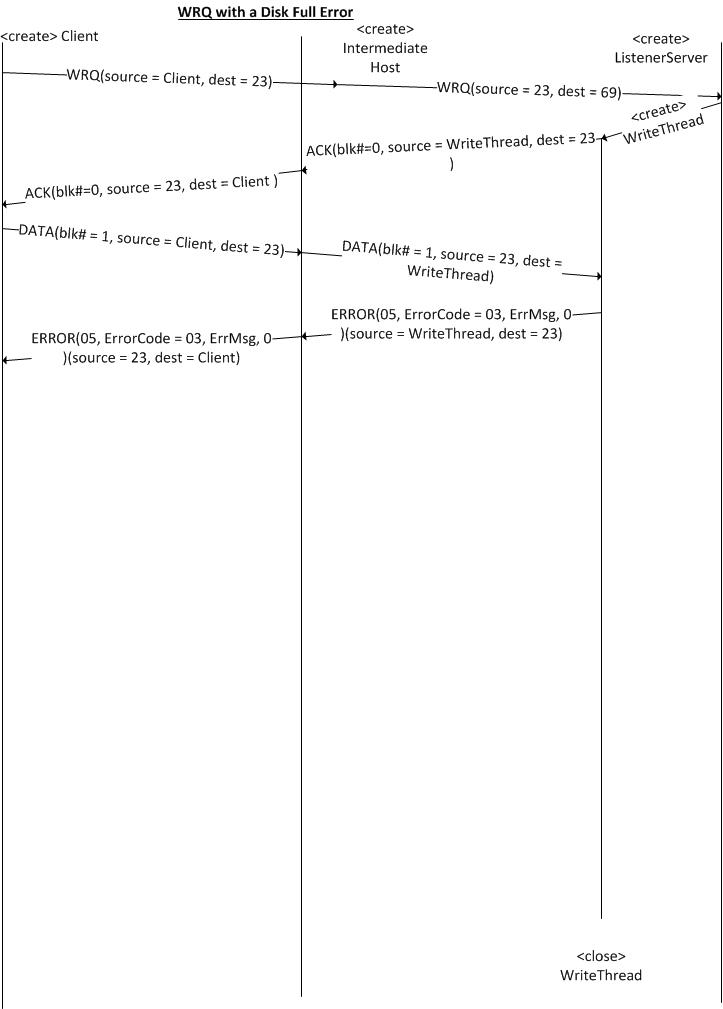 WRQ with a Disk Full Error
<create> Client
<create>
Intermediate
Host
<create>
ListenerServer
WRQ(source = Client, dest = 23)
WRQ(source = 23, dest = 69)
<create>
WriteThread
ACK(blk#=0, source = WriteThread, dest = 23
)
ACK(blk#=0, source = 23, dest = Client )
DATA(blk# = 1, source = Client, dest = 23)
DATA(blk# = 1, source = 23, dest =
WriteThread)
ERROR(05, ErrorCode = 03, ErrMsg, 0
)(source = WriteThread, dest = 23)
ERROR(05, ErrorCode = 03, ErrMsg, 0
)(source = 23, dest = Client)
<close>
WriteThread